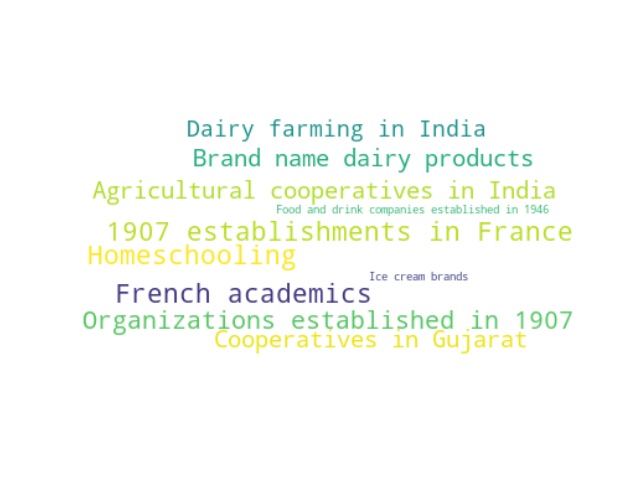 Dairy farming in India
Brand name dairy products
Agricultural cooperatives in India
Food and drink companies established in 1946
1907 establishments in France
Homeschooling
Ice cream brands
French academics
Organizations established in 1907
Cooperatives in Gujarat